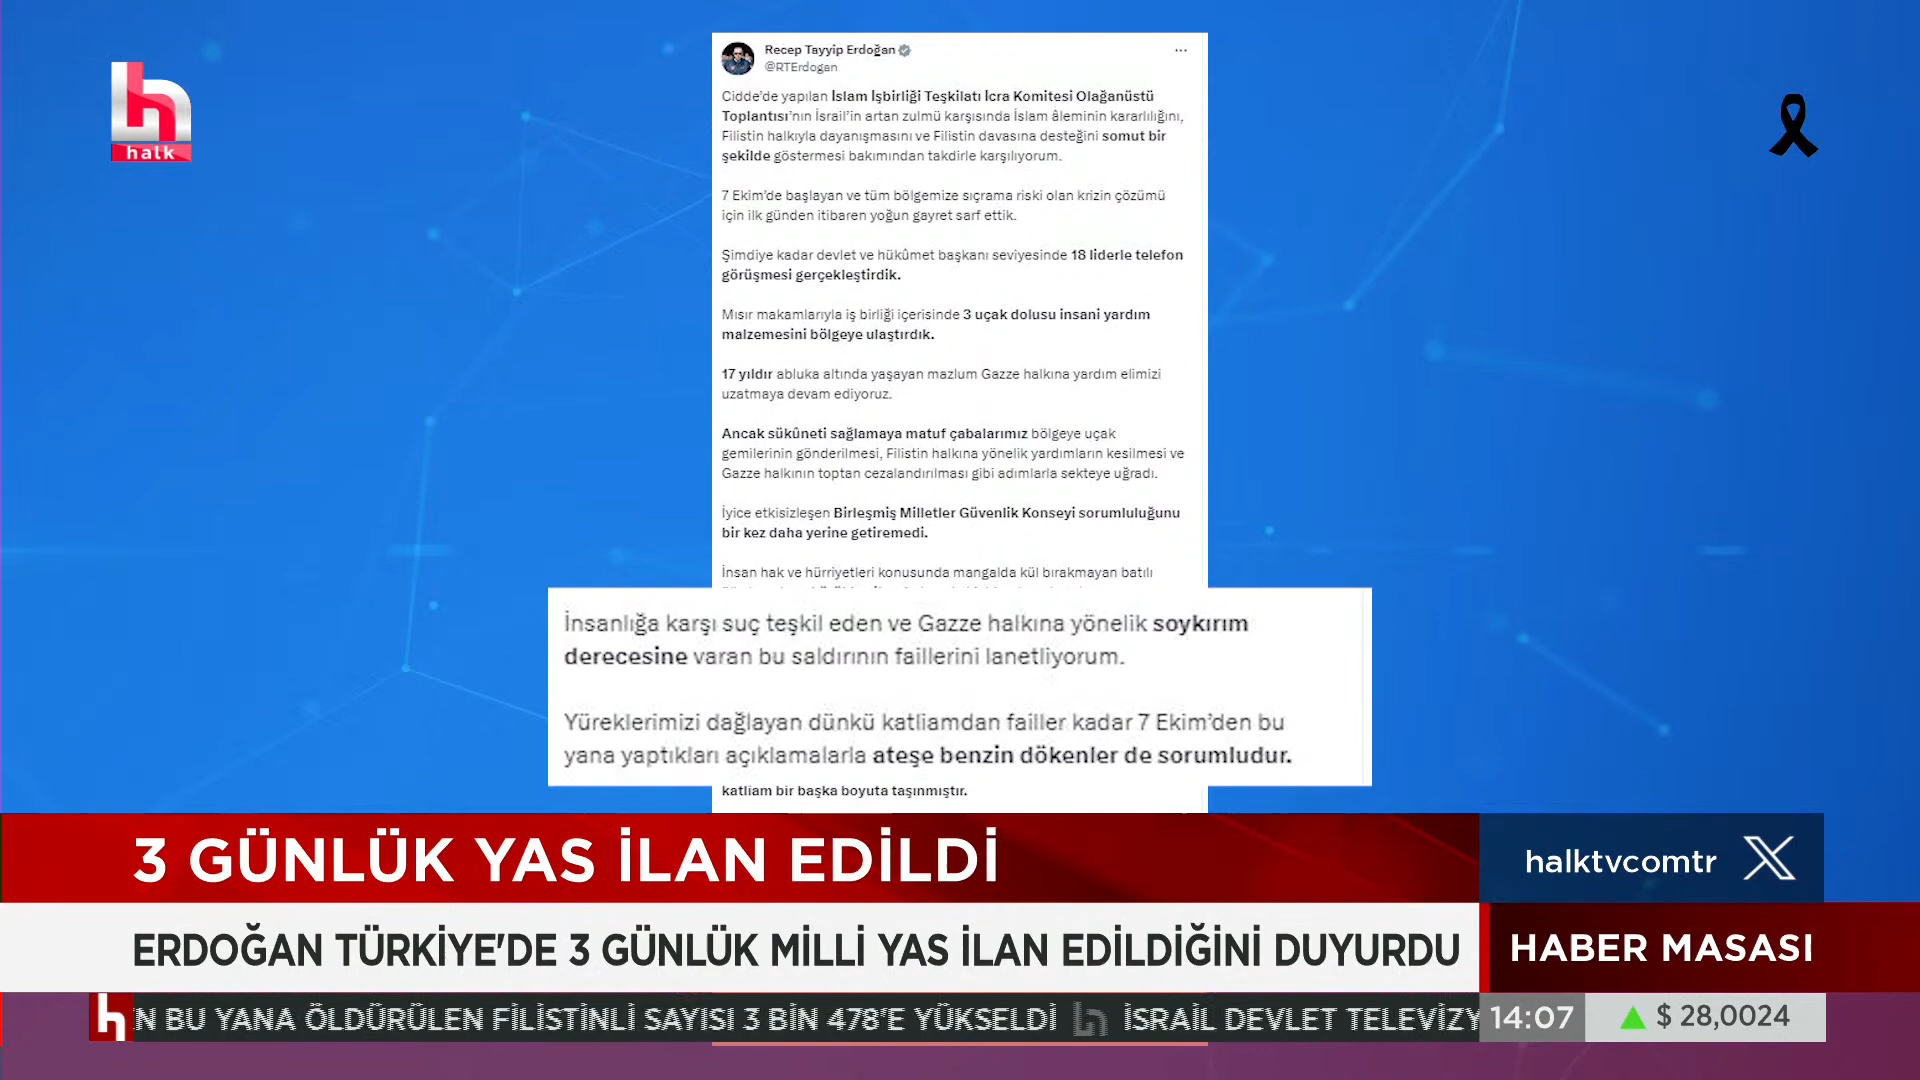 halk
Recep Tayyip Erdoğan
@RTErdogan
Cidde'de yapılan İslam İşbirliği Teşkilatı İcra Komitesi Olağanüstü
Toplantısı'nın İsrail'in artan zulmü karşısında İslam âleminin kararlılığını,
Filistin halkıyla dayanışmasını ve Filistin davasına desteğini somut bir
şekilde göstermesi bakımından takdirle karşılıyorum.
7 Ekim'de başlayan ve tüm bölgemize sıçrama riski olan krizin çözümü
için ilk günden itibaren yoğun gayret sarf ettik.
Şimdiye kadar devlet ve hükûmet başkanı seviyesinde 18 liderle telefon
görüşmesi gerçekleştirdik.
Mısır makamlarıyla iş birliği içerisinde 3 uçak dolusu insani yardım
malzemesini bölgeye ulaştırdık.
17 yıldır abluka altında yaşayan mazlum Gazze halkına yardım elimizi
uzatmaya devam ediyoruz.
Ancak sükûneti sağlamaya matuf çabalarımız bölgeye uçak
gemilerinin gönderilmesi, Filistin halkına yönelik yardımların kesilmesi ve
Gazze halkının toptan cezalandırılması gibi adımlarla sekteye uğradı.
İyice etkisizleşen Birleşmiş Milletler Güvenlik Konseyi sorumluluğunu
bir kez daha yerine getiremedi.
İnsan hak ve hürriyetleri konusunda mangalda kül bırakmayan batılı
İnsanlığa karşı suç teşkil eden ve Gazze halkına yönelik soykırım
derecesine varan bu saldırının faillerini lanetliyorum.
Yüreklerimizi dağlayan dünkü katliamdan failler kadar 7 Ekim'den bu
yana yaptıkları açıklamalarla ateşe benzin dökenler de sorumludur.
katliam bir başka boyuta taşınmıştır.
3 GÜNLÜK YAS İLAN EDİLDİ
halktvcomtr
ERDOĞAN TÜRKİYE'DE 3 GÜNLÜK MİLLİ YAS İLAN EDİLDİĞİNİ DUYURDU
HABER MASASI
N BU YANA ÖLDÜRÜLEN FİLİSTİNLİ SAYISI 3 BİN 478'E YÜKSELDİ İSRAİL DEVLET TELEVİZY
14:07
$ 28,0024